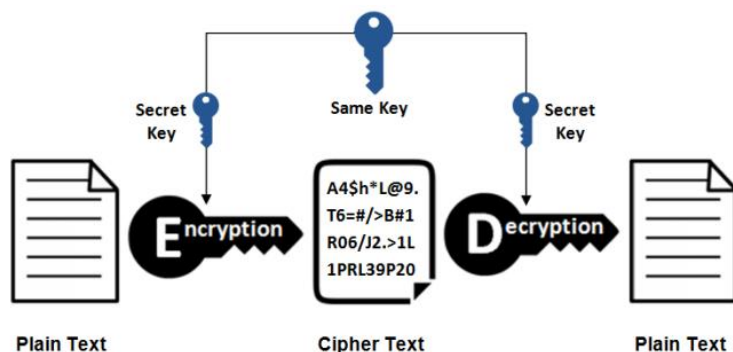 Secret
Key
Same Key
Secret
Key
Encryption
A4$h*L@9.
T6=#/>B#1
R06/J2.>1L
1PRL39P20
Decryption
Plain Text
Cipher Text
Plain Text